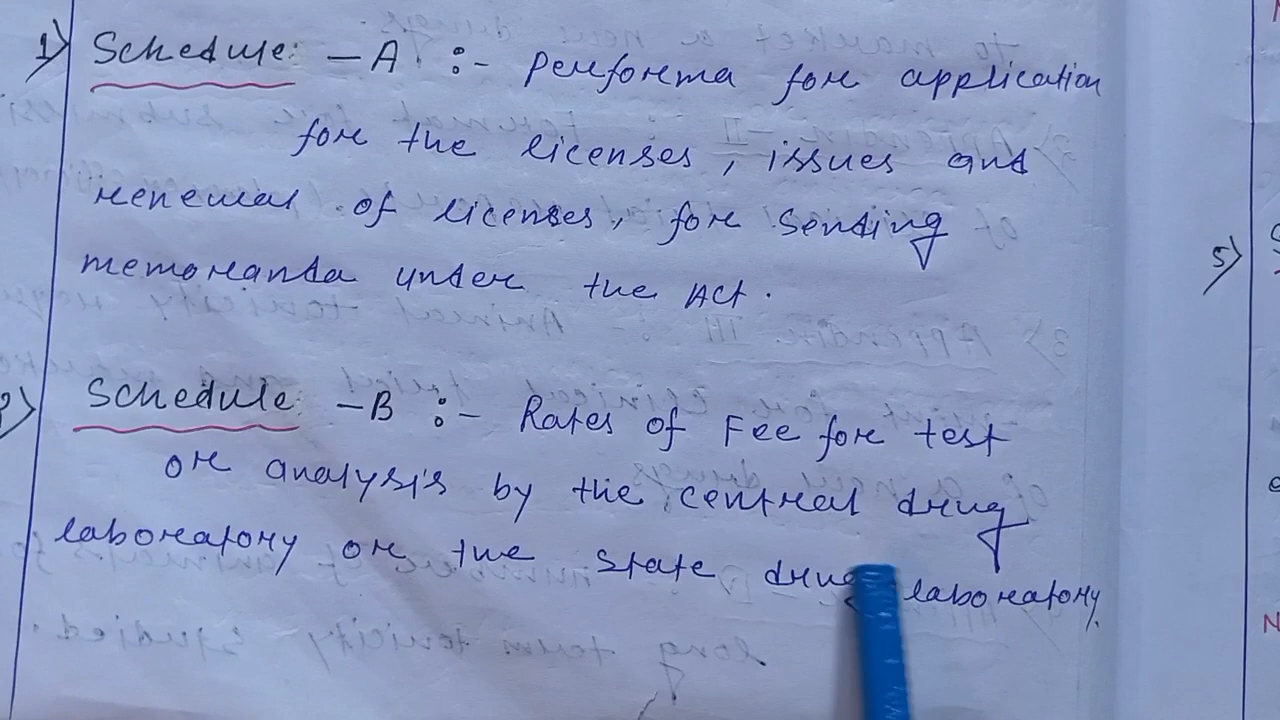 1) Schedule: - A :- Performa for application
for the licenses, issues and
renewal of licenses, for sending
memoranda under the Act.
Schedule: - B :- Rates of Fee for test
or analysis by the central drug
laboratory or the state drug laboratory.
5)